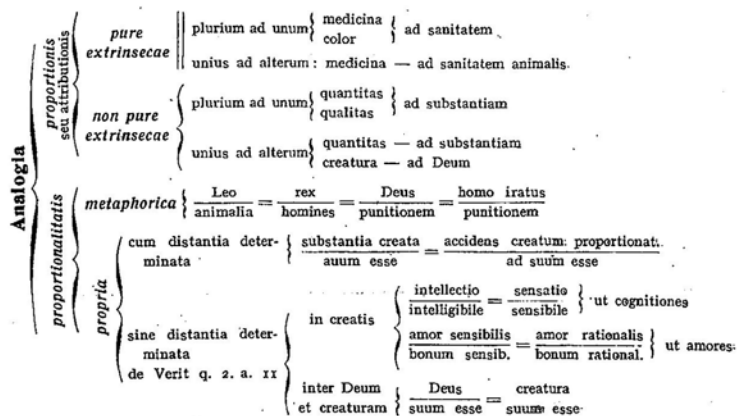 Analogia
proportionis
seu attributionis
pure
extrinsecae
plurium ad unum { medicina
color } ad sanitatem
unius ad alterum: medicina — ad sanitatem animalis.
non pure
extrinsecae
plurium ad unum { quantitas
qualitas } ad substantiam
unius ad alterum { quantitas — ad substantiam
creatura — ad Deum
proportionalitatis
metaphorica { Leo = rex = Deus = homo iratus
animalia homines punitionem punitionem
propria
cum distantia deter-
minata
{ substantia creata = accidens creatum: proportionat.
auum esse ad suum esse
sine distantia deter-
minata
de Verit q. 2. a. 11
in creatis
intellectio = sensatio } ut cognitiones
intelligibile sensibile
amor sensibilis = amor rationalis } ut amores.
bonum sensib. bonum rational.
inter Deum
et creaturam
{ Deus = creatura
suum esse suum esse